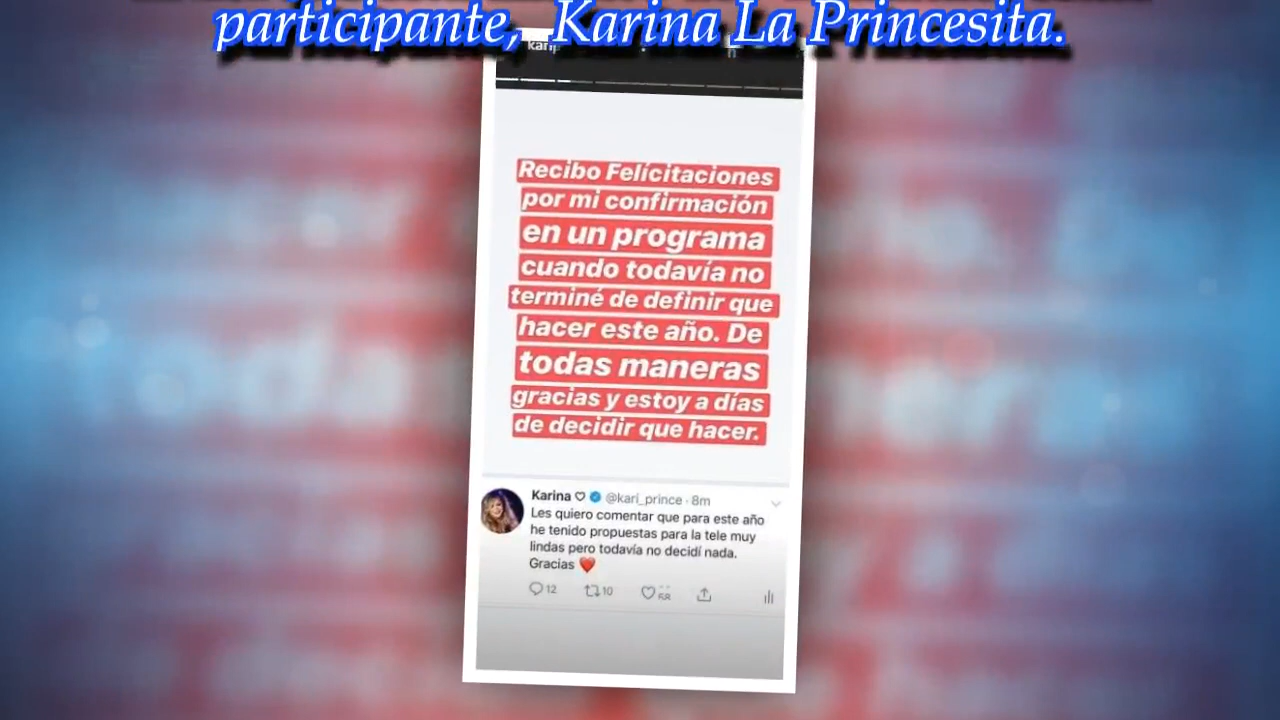 participante, Karina La Princesita.
Recibo Felicitaciones
por mi confirmación
en un programa
cuando todavía no
terminé de definir que
hacer este año. De
todas maneras
gracias y estoy a días
de decidir que hacer.
Karina ♡ @kari_prince · 8m
Les quiero comentar que para este año
he tenido propuestas para la tele muy
lindas pero todavía no decidí nada.
Gracias ❤️
12 10